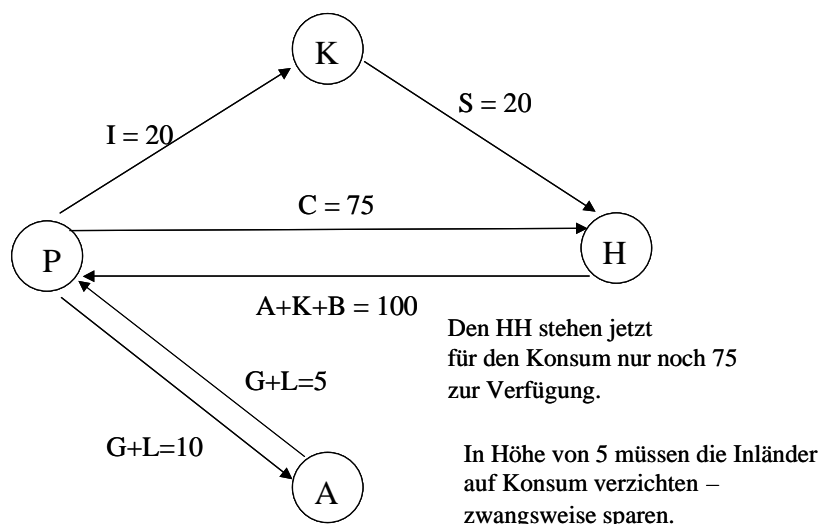 K
I = 20
S = 20
C = 75
P
H
A+K+B = 100
Den HH stehen jetzt
für den Konsum nur noch 75
zur Verfügung.
G+L=5
G+L=10
A
In Höhe von 5 müssen die Inländer
auf Konsum verzichten –
zwangsweise sparen.